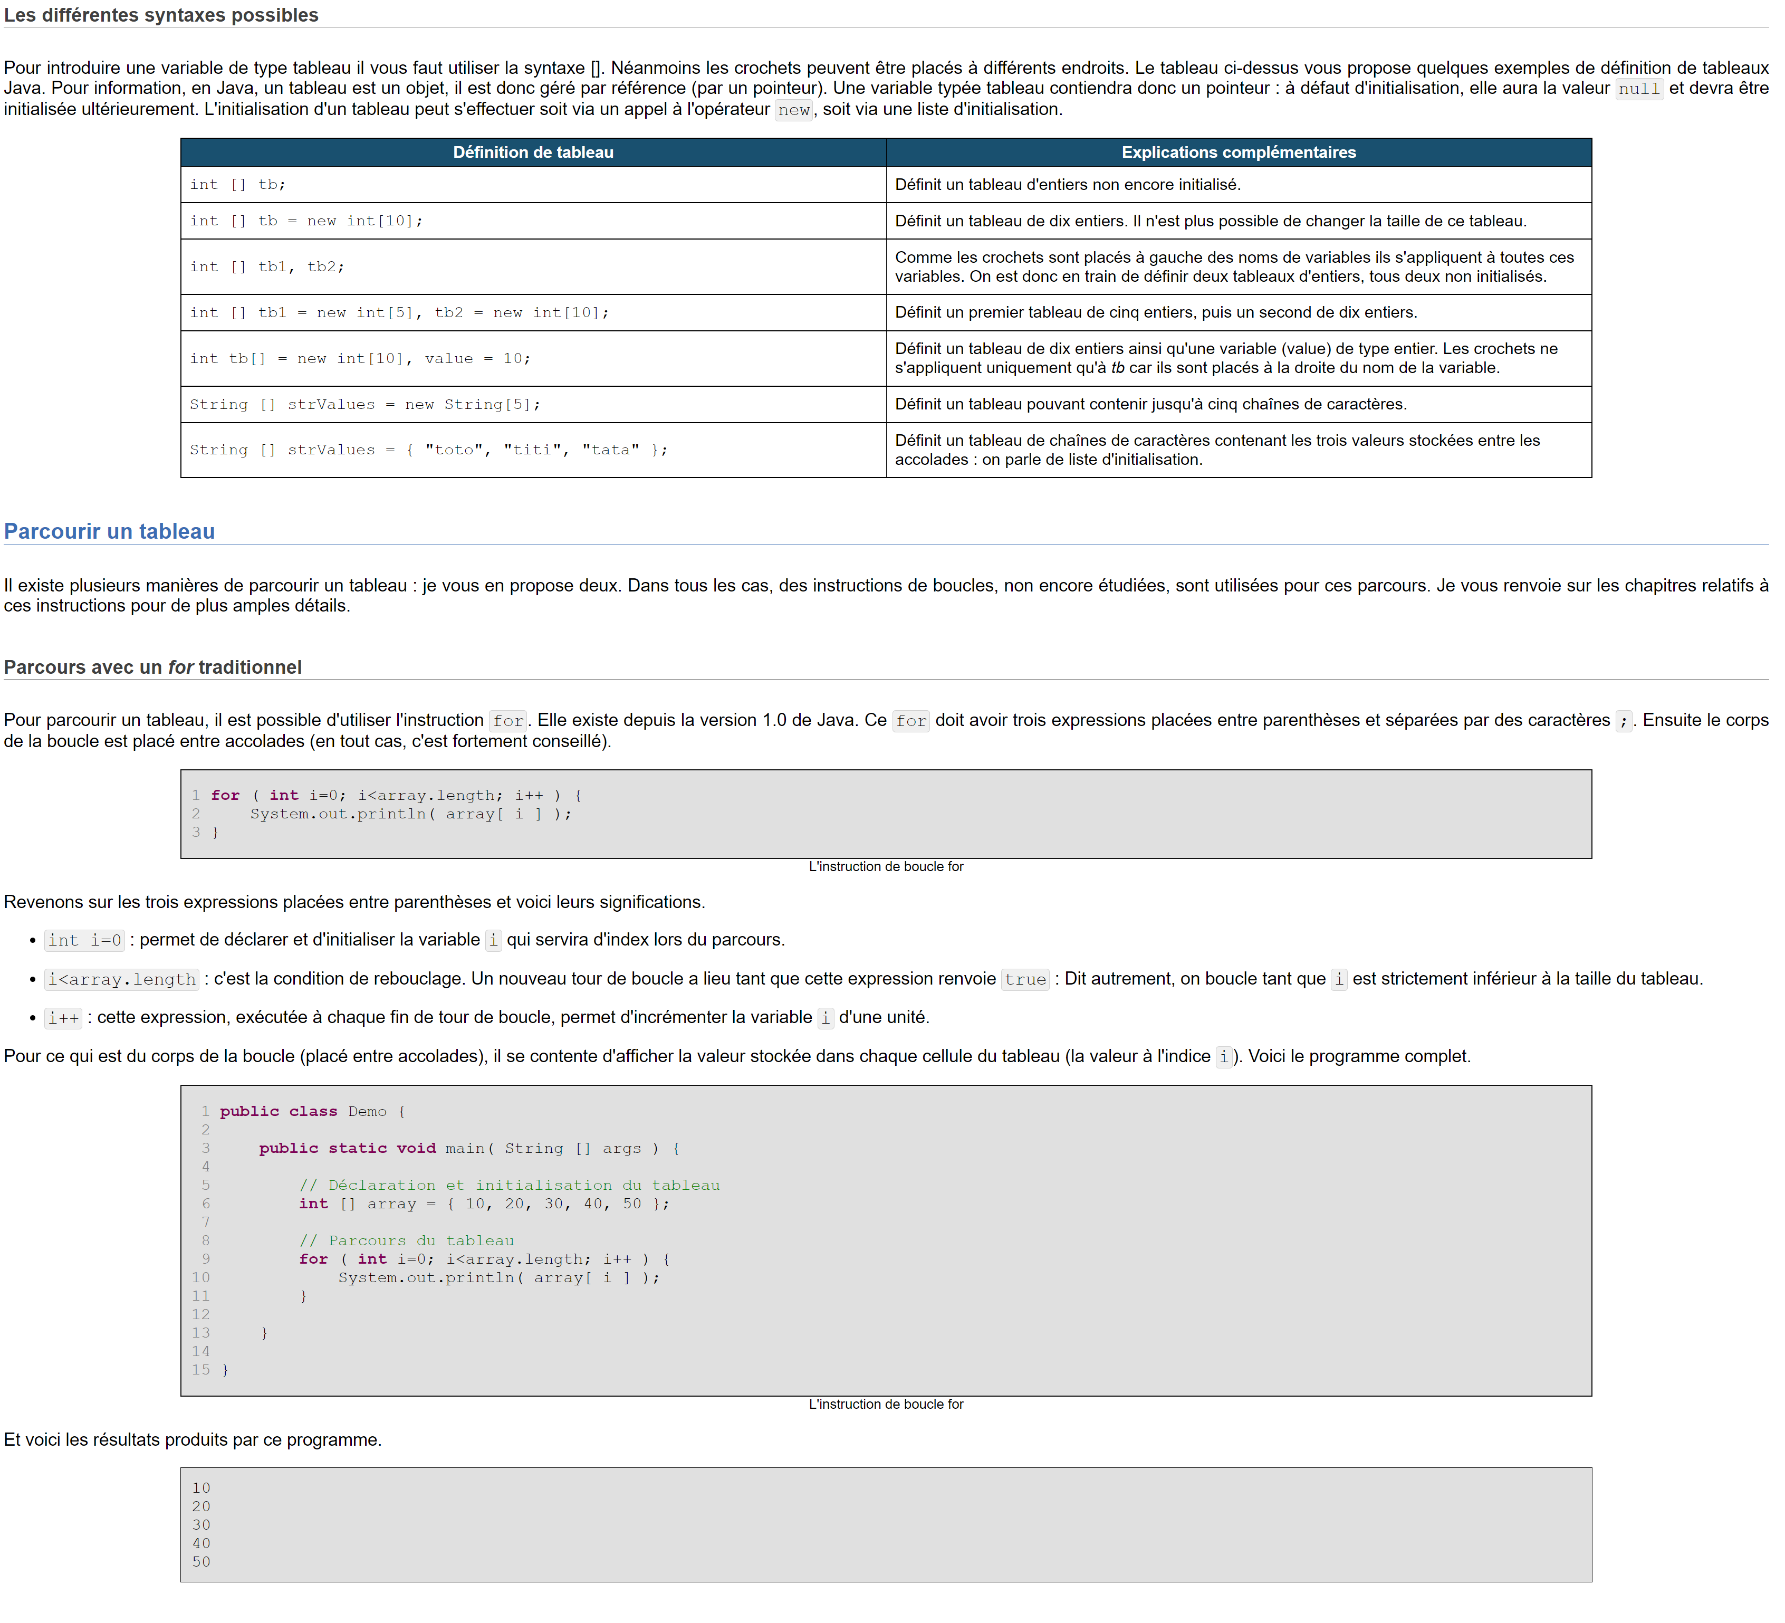 Les différentes syntaxes possibles
Pour introduire une variable de type tableau il vous faut utiliser la syntaxe []. Néanmoins les crochets peuvent être placés à différents endroits. Le tableau ci-dessus vous propose quelques exemples de définition de tableaux
Java. Pour information, en Java, un tableau est un objet, il est donc géré par référence (par un pointeur). Une variable typée tableau contiendra donc un pointeur : à défaut d'initialisation, elle aura la valeur null et devra être
initialisée ultérieurement. L'initialisation d'un tableau peut s'effectuer soit via un appel à l'opérateur new, soit via une liste d'initialisation.
Définition de tableau Explications complémentaires
int [] tb; Définit un tableau d'entiers non encore initialisé.
int [] tb = new int[10]; Définit un tableau de dix entiers. Il n'est plus possible de changer la taille de ce tableau.
int [] tb1, tb2; Comme les crochets sont placés à gauche des noms de variables ils s'appliquent à toutes ces
variables. On est donc en train de définir deux tableaux d'entiers, tous deux non initialisés.
int [] tb1 = new int[5], tb2 = new int[10]; Définit un premier tableau de cinq entiers, puis un second de dix entiers.
int tb[] = new int[10], value = 10; Définit un tableau de dix entiers ainsi qu'une variable (value) de type entier. Les crochets ne
s'appliquent uniquement qu'à tb car ils sont placés à la droite du nom de la variable.
String [] strValues = new String[5]; Définit un tableau pouvant contenir jusqu'à cinq chaînes de caractères.
String [] strValues = { "toto", "titi", "tata" }; Définit un tableau de chaînes de caractères contenant les trois valeurs stockées entre les
accolades : on parle de liste d'initialisation.
Parcourir un tableau
Il existe plusieurs manières de parcourir un tableau : je vous en propose deux. Dans tous les cas, des instructions de boucles, non encore étudiées, sont utilisées pour ces parcours. Je vous renvoie sur les chapitres relatifs à
ces instructions pour de plus amples détails.
Parcours avec un for traditionnel
Pour parcourir un tableau, il est possible d'utiliser l'instruction for. Elle existe depuis la version 1.0 de Java. Ce for doit avoir trois expressions placées entre parenthèses et séparées par des caractères ;. Ensuite le corps
de la boucle est placé entre accolades (en tout cas, c'est fortement conseillé).
1 for ( int i=0; i<array.length; i++ ) {
2     System.out.println( array[ i ] );
3 }
L'instruction de boucle for
Revenons sur les trois expressions placées entre parenthèses et voici leurs significations.
• int i=0 : permet de déclarer et d'initialiser la variable i qui servira d'index lors du parcours.
• i<array.length : c'est la condition de rebouclage. Un nouveau tour de boucle a lieu tant que cette expression renvoie true : Dit autrement, on boucle tant que i est strictement inférieur à la taille du tableau.
• i++ : cette expression, exécutée à chaque fin de tour de boucle, permet d'incrémenter la variable i d'une unité.
Pour ce qui est du corps de la boucle (placé entre accolades), il se contente d'afficher la valeur stockée dans chaque cellule du tableau (la valeur à l'indice i). Voici le programme complet.
1 public class Demo {
2
3     public static void main( String [] args ) {
4
5         // Déclaration et initialisation du tableau
6         int [] array = { 10, 20, 30, 40, 50 };
7
8         // Parcours du tableau
9         for ( int i=0; i<array.length; i++ ) {
10             System.out.println( array[ i ] );
11         }
12
13     }
14
15 }
L'instruction de boucle for
Et voici les résultats produits par ce programme.
10
20
30
40
50